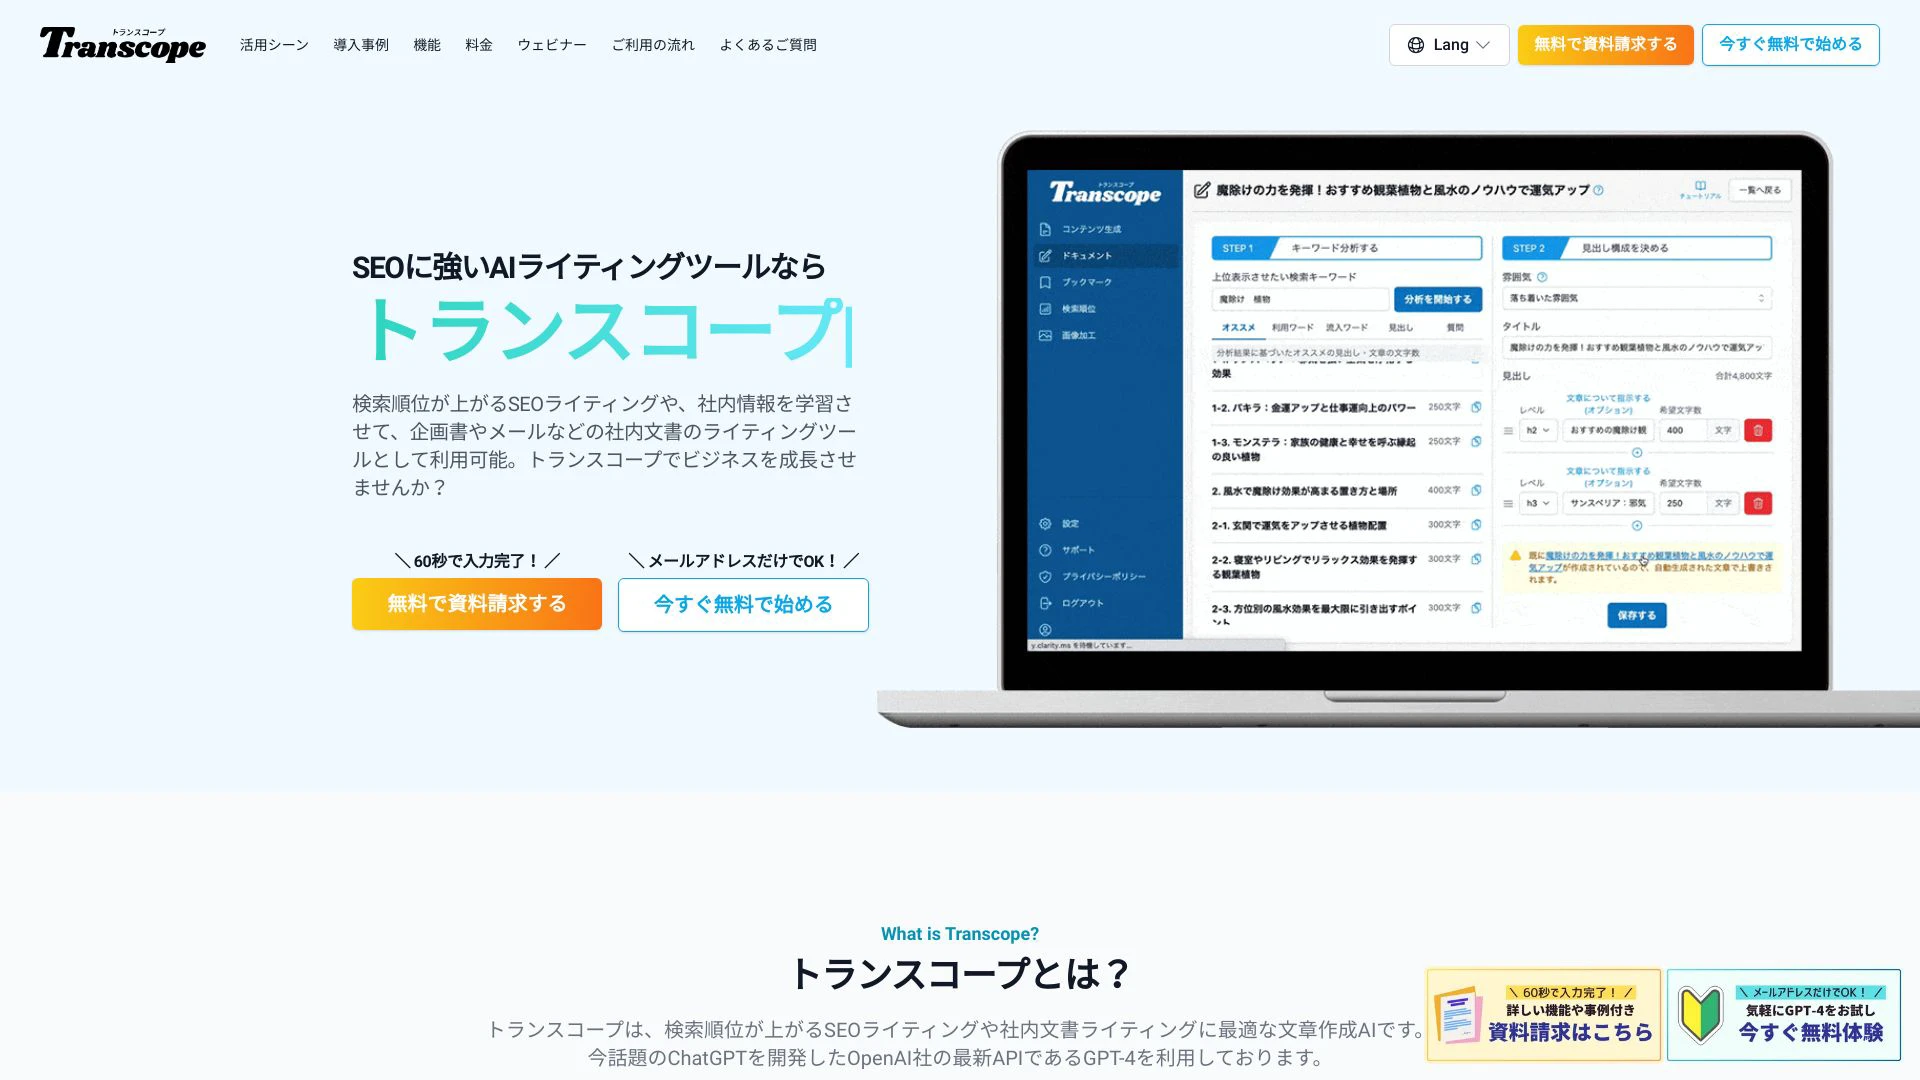 トランスコープ
Transcope
活用シーン
導入事例
機能
料金
ウェビナー
ご利用の流れ
よくあるご質問
Lang
無料で資料請求する
今すぐ無料で始める
SEOに強いAIライティングツールなら
トランスコープ
検索順位が上がるSEOライティングや、社内情報を学習さ
せて、企画書やメールなどの社内文書のライティングツー
ルとして利用可能。トランスコープでビジネスを成長させ
ませんか？
＼ 60秒で入力完了！ ／
無料で資料請求する
＼ メールアドレスだけでOK！ ／
今すぐ無料で始める
トランスコープ
Transcope
コンテンツ生成
ドキュメント
ブックマーク
検索順位
画像加工
設定
サポート
プライバシーポリシー
ログアウト
y.clarity.ms を待機しています...
魔除けの力を発揮！おすすめ観葉植物と風水のノウハウで運気アップ
チュートリアル
一覧へ戻る
STEP 1
キーワード分析する
上位表示させたい検索キーワード
魔除け 植物
分析を開始する
オススメ
利用ワード
流入ワード
見出し
質問
分析結果に基づいたオススメの見出し・文章の文字数
効果
1-2. パキラ：金運アップと仕事運向上のパワー
250文字
1-3. モンステラ：家族の健康と幸せを呼ぶ縁起
の良い植物
250文字
2. 風水で魔除け効果が高まる置き方と場所
400文字
2-1. 玄関で運気をアップさせる植物配置
300文字
2-2. 寝室やリビングでリラックス効果を発揮す
る観葉植物
300文字
2-3. 方位別の風水効果を最大限に引き出すポイ
ント
300文字
STEP 2
見出し構成を決める
雰囲気
落ち着いた雰囲気
タイトル
魔除けの力を発揮！おすすめ観葉植物と風水のノウハウで運気アッ
見出し
合計4,800文字
レベル
文章について指示する
(オプション)
希望文字数
h2
おすすめの魔除け観
400
文字
レベル
文章について指示する
(オプション)
希望文字数
h3
サンスベリア：邪気
250
文字
既に魔除けの力を発揮！おすすめ観葉植物と風水のノウハウで運
気アップが作成されているので、自動生成された文章で上書きさ
れます。
保存する
What is Transcope?
トランスコープとは？
トランスコープは、検索順位が上がるSEOライティングや社内文書ライティングに最適な文章作成AIです。
今話題のChatGPTを開発したOpenAI社の最新APIであるGPT-4を利用しております。
＼ 60秒で入力完了！ ／
詳しい機能や事例付き
資料請求はこちら
＼ メールアドレスだけでOK！ ／
気軽にGPT-4をお試し
今すぐ無料体験